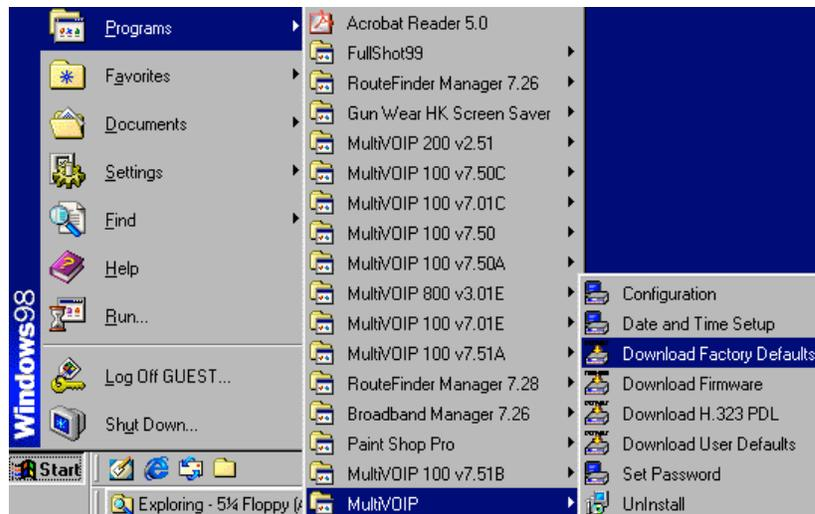 Programs
Favorites
Documents
Settings
Find
Help
Run...
Log Off GUEST...
Shut Down...
Windows98
Start
Exploring - 5¼ Floppy (A
Acrobat Reader 5.0
FullShot99
RouteFinder Manager 7.26
Gun Wear HK Screen Saver
MultiVOIP 200 v2.51
MultiVOIP 100 v7.50C
MultiVOIP 100 v7.01C
MultiVOIP 100 v7.50
MultiVOIP 100 v7.50A
MultiVOIP 800 v3.01E
MultiVOIP 100 v7.01E
MultiVOIP 100 v7.51A
RouteFinder Manager 7.28
Broadband Manager 7.26
Paint Shop Pro
MultiVOIP 100 v7.51B
MultiVOIP
Configuration
Date and Time Setup
Download Factory Defaults
Download Firmware
Download H.323 PDL
Download User Defaults
Set Password
UnInstall